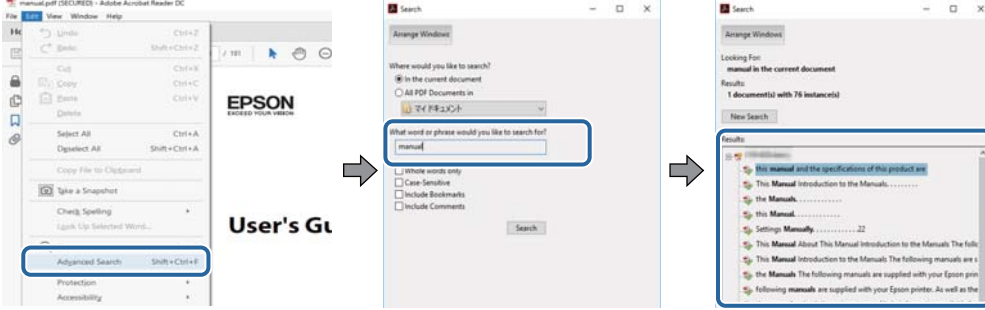 manual.pdf (SECURED) - Adobe Acrobat Reader DC
File Edit View Window Help
Undo Ctrl+Z
Redo Shift+Ctrl+Z
Cut Ctrl+X
Copy Ctrl+C
Paste Ctrl+V
Delete
Select All Ctrl+A
Deselect All Shift+Ctrl+A
Copy File to Clipboard
Take a Snapshot
Check Spelling
Look Up Selected Word...
Advanced Search Shift+Ctrl+F
Protection
Accessibility
/ 181
EPSON
EXCEED YOUR VISION
User's Gu
Search
Arrange Windows
Where would you like to search?
In the current document
All PDF Documents in
マイ ドキュメント
What word or phrase would you like to search for?
manual
Whole words only
Case-Sensitive
Include Bookmarks
Include Comments
Search
Search
Arrange Windows
Looking For:
manual in the current document
Results:
1 document(s) with 76 instance(s)
New Search
Results:
this manual and the specifications of this product are
This Manual Introduction to the Manuals. . . . . . . . .
the Manuals. . . . . . . . . . . . .
this Manual. . . . . . . . . . . . .
Settings Manually. . . . . . . . . . . . .22
This Manual About This Manual Introduction to the Manuals The follo
This Manual Introduction to the Manuals The following manuals are s
the Manuals The following manuals are supplied with your Epson prin
following manuals are supplied with your Epson printer. As well as the